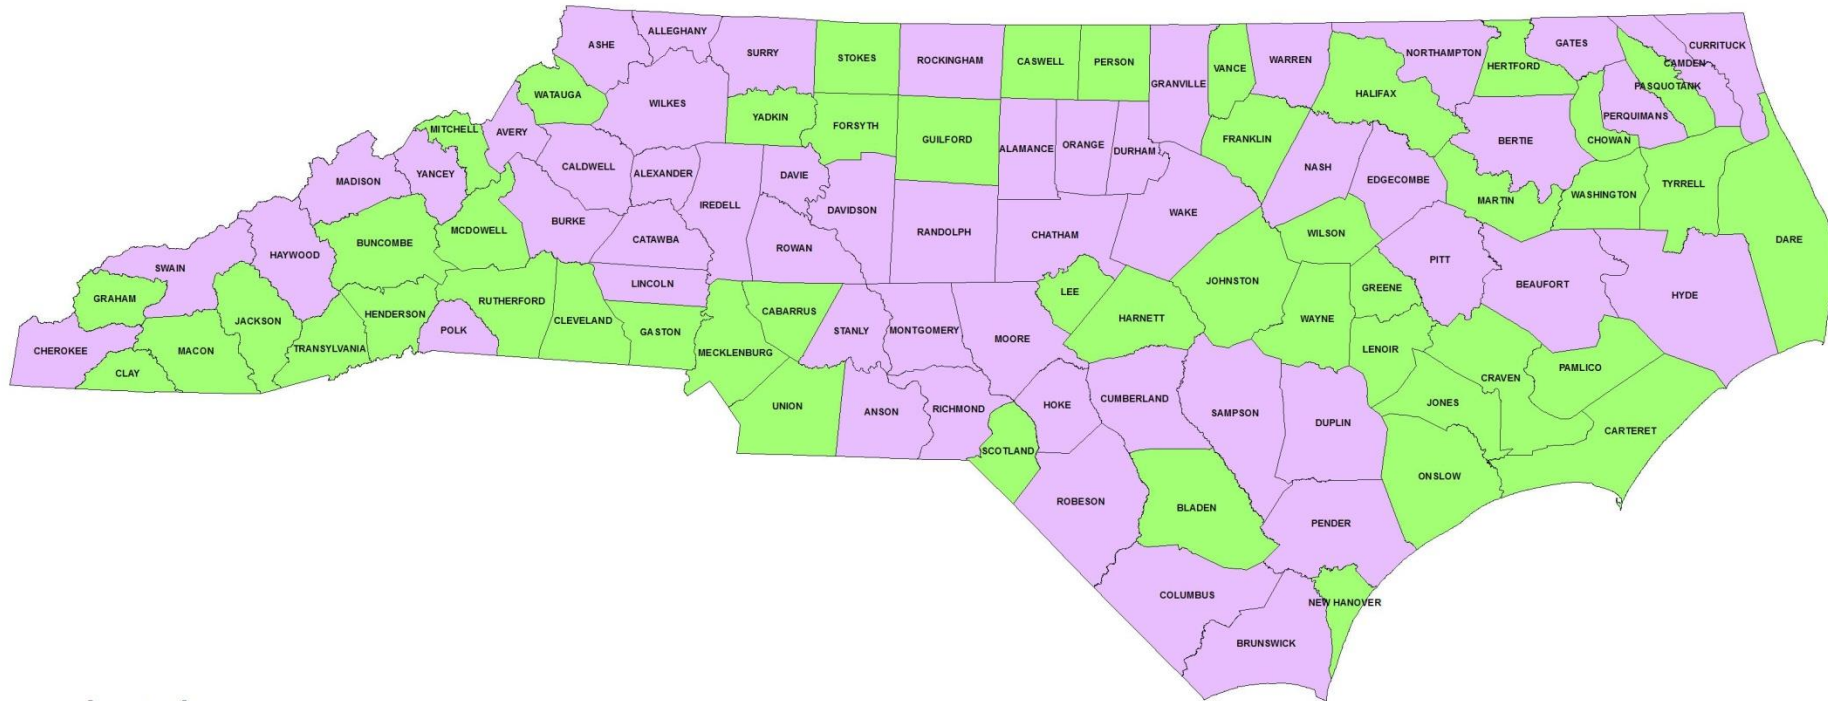 ALLEGHANY
ASHE
SURRY
STOKES
ROCKINGHAM
CASWELL
PERSON
GRANVILLE
VANCE
WARREN
NORTHAMPTON
HERTFORD
GATES
CURRITUCK
CAMDEN
PASQUOTANK
PERQUIMANS
CHOWAN
HALIFAX
WATAUGA
WILKES
YADKIN
FORSYTH
GUILFORD
ALAMANCE
ORANGE
DURHAM
FRANKLIN
NASH
EDGECOMBE
BERTIE
MARTIN
WASHINGTON
TYRRELL
DARE
MITCHELL
AVERY
CALDWELL
ALEXANDER
DAVIE
MADISON
YANCEY
IREDELL
DAVIDSON
RANDOLPH
CHATHAM
WAKE
BURKE
CATAWBA
ROWAN
BUNCOMBE
MCDOWELL
HAYWOOD
SWAIN
WILSON
JOHNSTON
PITT
BEAUFORT
HYDE
GRAHAM
JACKSON
HENDERSON
RUTHERFORD
CLEVELAND
LINCOLN
GASTON
CABARRUS
MECKLENBURG
STANLY
MONTGOMERY
MOORE
LEE
HARNETT
WAYNE
GREENE
LENOIR
CHEROKEE
CLAY
MACON
TRANSYLVANIA
POLK
CRAVEN
PAMLICO
JONES
CARTERET
UNION
ANSON
RICHMOND
HOKE
CUMBERLAND
SAMPSON
DUPLIN
ONSLOW
SCOTLAND
ROBESON
BLADEN
PENDER
COLUMBUS
NEW HANOVER
BRUNSWICK